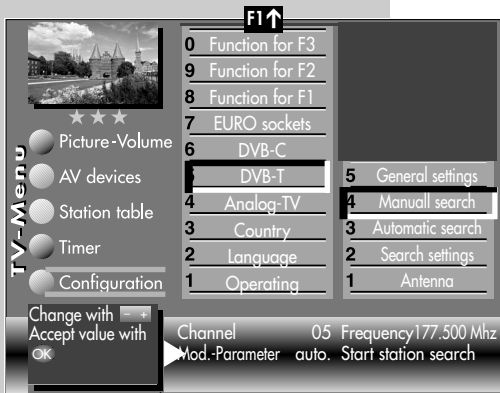 F1↑
TV-Menu
Picture-Volume
AV devices
Station table
Timer
Configuration
0 Function for F3
9 Function for F2
8 Function for F1
7 EURO sockets
6 DVB-C
DVB-T
4 Analog-TV
3 Country
2 Language
1 Operating
5 General settings
4 Manuall search
3 Automatic search
2 Search settings
1 Antenna
Change with - +
Accept value with
OK
Channel 05 Frequency177.500 Mhz
Mod.-Parameter auto. Start station search